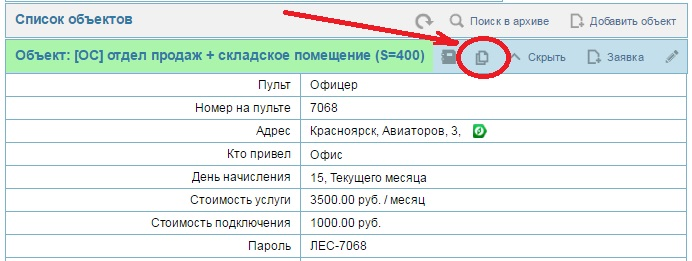 Список объектов Поиск в архиве Добавить объект
Объект: [ОС] отдел продаж + складское помещение (S=400) Скрыть Заявка
Пульт Офицер
Номер на пульте 7068
Адрес Красноярск, Авиаторов, 3,
Кто привел Офис
День начисления 15, Текущего месяца
Стоимость услуги 3500.00 руб. / месяц
Стоимость подключения 1000.00 руб.
Пароль ЛЕС-7068